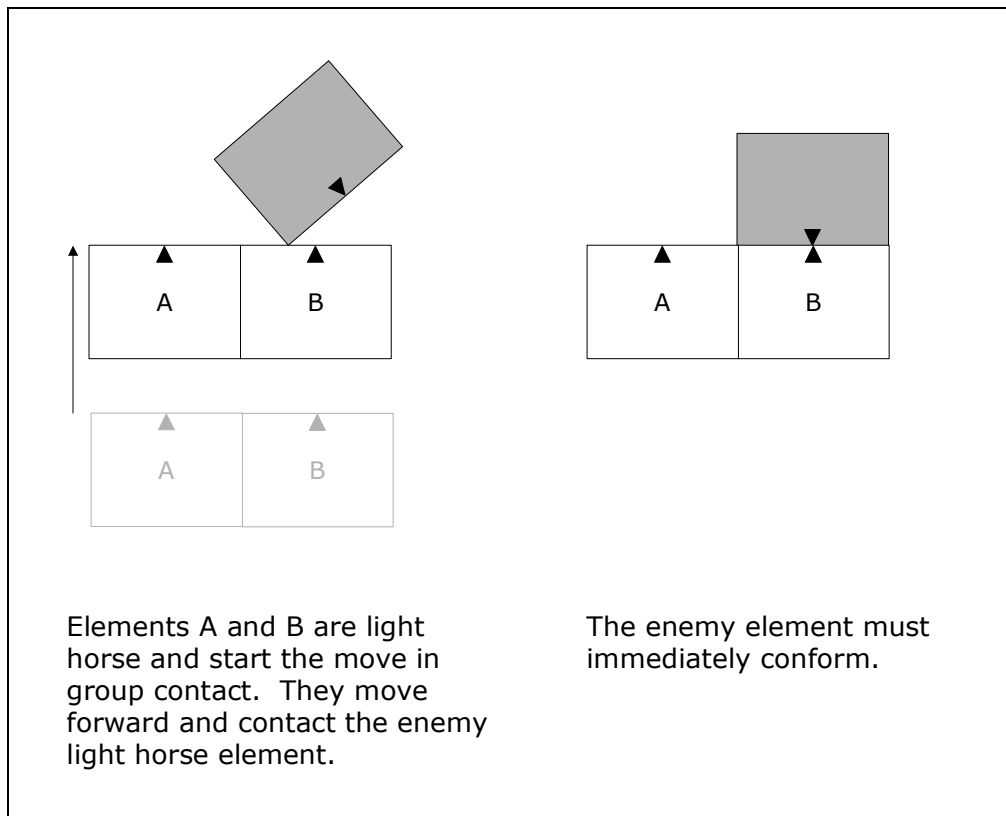 A
B
A
B
A
B
Elements A and B are light
horse and start the move in
group contact.  They move
forward and contact the enemy
light horse element.
The enemy element must
immediately conform.